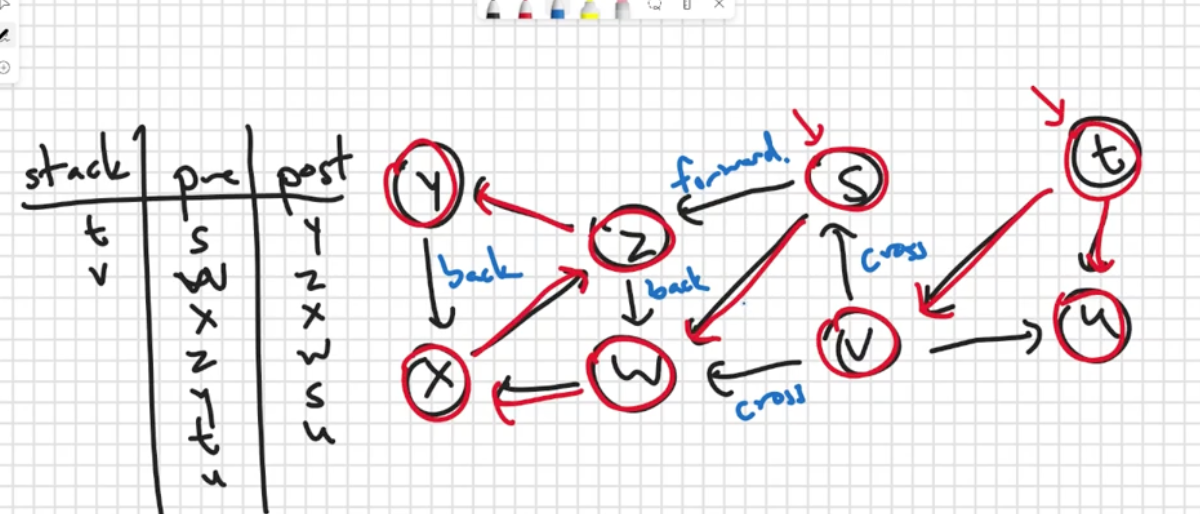 stack pre post
t s y
v w z
x x
z w
y s
t u
u
Y
Z
S
t
X
W
V
u
forward.
back
back
cross
cross